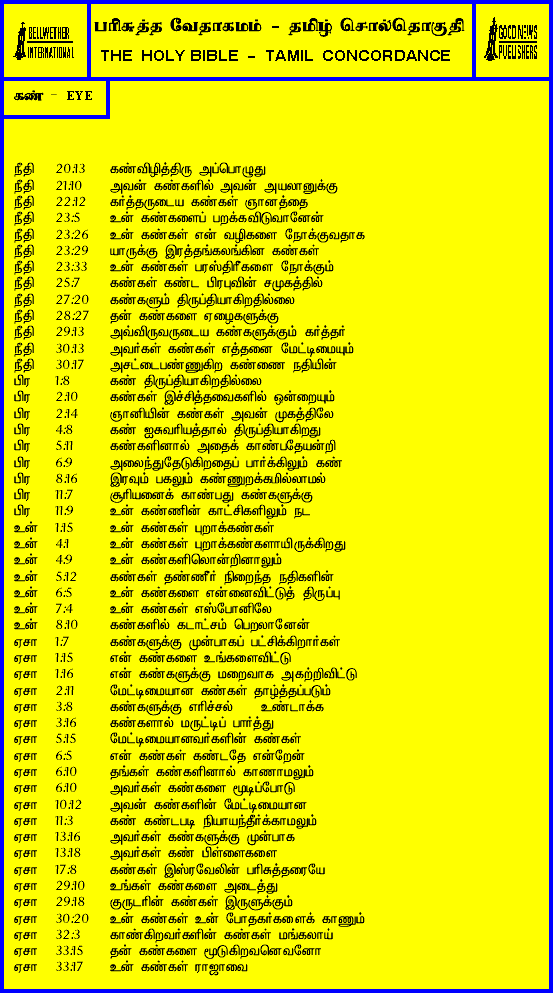 BELLWETHER INTERNATIONAL
பரிசுத்த வேதாகமம் - தமிழ் சொல்தொகுதி
THE HOLY BIBLE - TAMIL CONCORDANCE
GOOD NEWS PUBLISHERS
கண் - EYE
நீதி 20:13 கண்விழித்திரு அப்பொழுது
நீதி 21:10 அவன் கண்களில் அவன் அயலானுக்கு
நீதி 22:12 கர்த்தருடைய கண்கள் ஞானத்தை
நீதி 23:5 உன் கண்களைப் பறக்கவிடுவானேன்
நீதி 23:26 உன் கண்கள் என் வழிகளை நோக்குவதாக
நீதி 23:29 யாருக்கு இரத்தங்கலங்கின கண்கள்
நீதி 23:33 உன் கண்கள் பரஸ்திரீகளை நோக்கும்
நீதி 25:7 கண்கள் கண்ட பிரபுவின் சமுகத்தில்
நீதி 27:20 கண்களும் திருப்தியாகிறதில்லை
நீதி 28:27 தன் கண்களை ஏழைகளுக்கு
நீதி 29:13 அவ்விருவருடைய கண்களுக்கும் கர்த்தர்
நீதி 30:13 அவர்கள் கண்கள் எத்தனை மேட்டிமையும்
நீதி 30:17 அசட்டைபண்ணுகிற கண்ணை நதியின்
பிர 1:8 கண் திருப்தியாகிறதில்லை
பிர 2:10 கண்கள் இச்சித்தவைகளில் ஒன்றையும்
பிர 2:14 ஞானியின் கண்கள் அவன் முகத்திலே
பிர 4:8 கண் ஐசுவரியத்தால் திருப்தியாகிறது
பிர 5:11 கண்களினால் அதைக் காண்பதேயன்றி
பிர 6:9 அலைந்துதேடுகிறதைப் பார்க்கிலும் கண்
பிர 8:16 இரவும் பகலும் கண்ணுறக்கமில்லாமல்
பிர 11:7 சூரியனைக் காண்பது கண்களுக்கு
பிர 11:9 உன் கண்ணின் காட்சிகளிலும் நட
உன் 1:15 உன் கண்கள் புறாக்கண்கள்
உன் 4:1 உன் கண்கள் புறாக்கண்களாயிருக்கிறது
உன் 4:9 உன் கண்களிலொன்றினாலும்
உன் 5:12 கண்கள் தண்ணீர் நிறைந்த நதிகளின்
உன் 6:5 உன் கண்களை என்னைவிட்டுத் திருப்பு
உன் 7:4 உன் கண்கள் எஸ்போனிலே
உன் 8:10 கண்களில் கடாட்சம் பெறலானேன்
ஏசா 1:7 கண்களுக்கு முன்பாகப் பட்சிக்கிறார்கள்
ஏசா 1:15 என் கண்களை உங்களைவிட்டு
ஏசா 1:16 என் கண்களுக்கு மறைவாக அகற்றிவிட்டு
ஏசா 2:11 மேட்டிமையான கண்கள் தாழ்த்தப்படும்
ஏசா 3:8 கண்களுக்கு எரிச்சல் உண்டாக்க
ஏசா 3:16 கண்களால் மருட்டிப் பார்த்து
ஏசா 5:15 மேட்டிமையானவர்களின் கண்கள்
ஏசா 6:5 என் கண்கள் கண்டதே என்றேன்
ஏசா 6:10 தங்கள் கண்களினால் காணாமலும்
ஏசா 6:10 அவர்கள் கண்களை மூடிப்போடு
ஏசா 10:12 அவன் கண்களின் மேட்டிமையான
ஏசா 11:3 கண் கண்டபடி நியாயந்தீர்க்காமலும்
ஏசா 13:16 அவர்கள் கண்களுக்கு முன்பாக
ஏசா 13:18 அவர்கள் கண் பிள்ளைகளை
ஏசா 17:8 கண்கள் இஸ்ரவேலின் பரிசுத்தரையே
ஏசா 29:10 உங்கள் கண்களை அடைத்து
ஏசா 29:18 குருடரின் கண்கள் இருளுக்கும்
ஏசா 30:20 உன் கண்கள் உன் போதகர்களைக் காணும்
ஏசா 32:3 காண்கிறவர்களின் கண்கள் மங்கலாய்
ஏசா 33:15 தன் கண்களை மூடுகிறவனெவனோ
ஏசா 33:17 உன் கண்கள் ராஜாவை